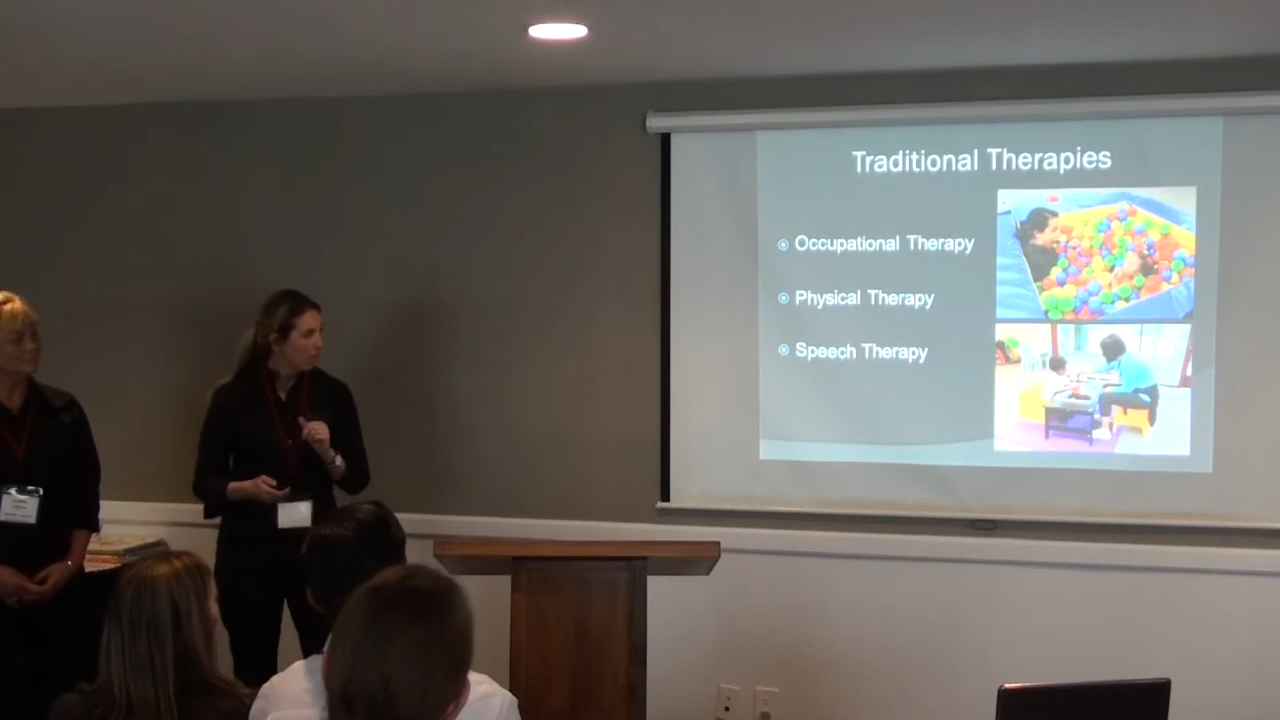 Traditional Therapies
Occupational Therapy
Physical Therapy
Speech Therapy